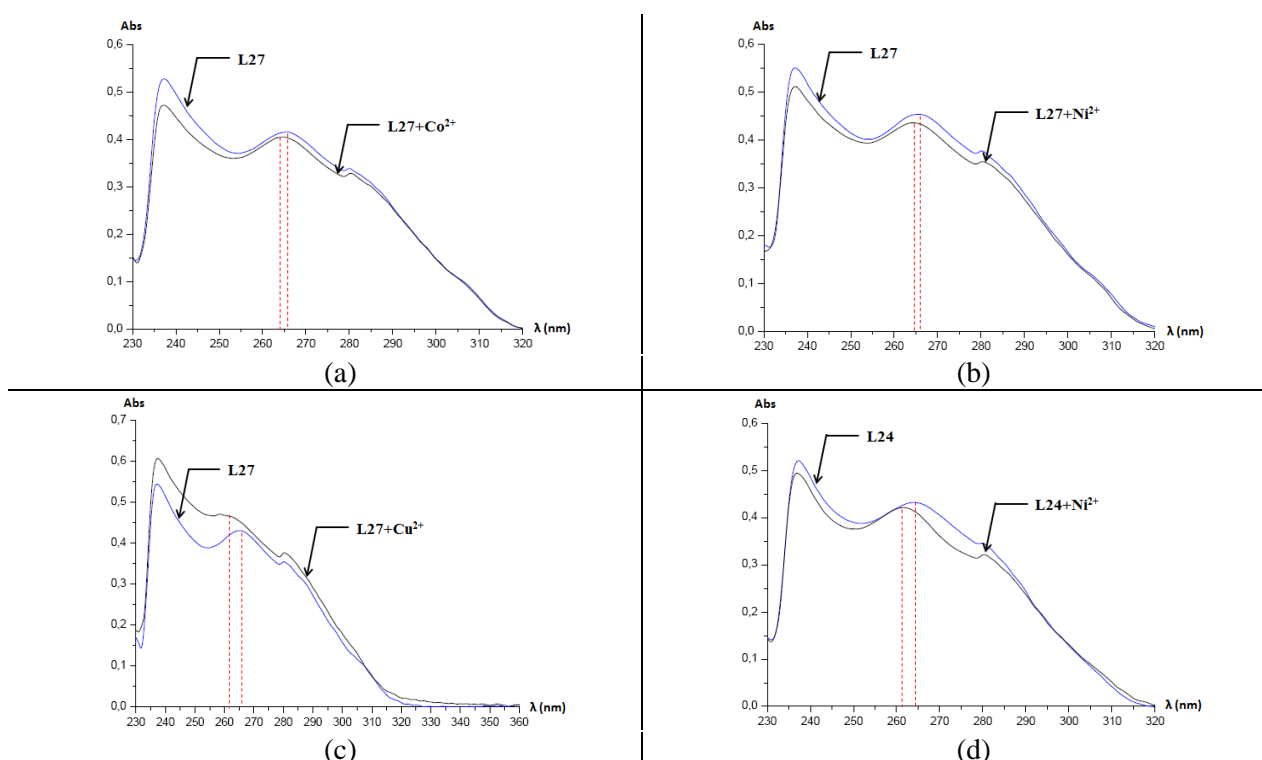 Abs
0,6
0,5
0,4
0,3
0,2
0,1
0,0
L27
L27+Co²⁺
230 240 250 260 270 280 290 300 310 320
λ (nm)
(a)
Abs
0,6
0,5
0,4
0,3
0,2
0,1
0,0
L27
L27+Ni²⁺
230 240 250 260 270 280 290 300 310 320
λ (nm)
(b)
Abs
0,7
0,6
0,5
0,4
0,3
0,2
0,1
0,0
L27
L27+Cu²⁺
230 240 250 260 270 280 290 300 310 320 330 340 350 360
λ (nm)
(c)
Abs
0,6
0,5
0,4
0,3
0,2
0,1
0,0
L24
L24+Ni²⁺
230 240 250 260 270 280 290 300 310 320
λ (nm)
(d)